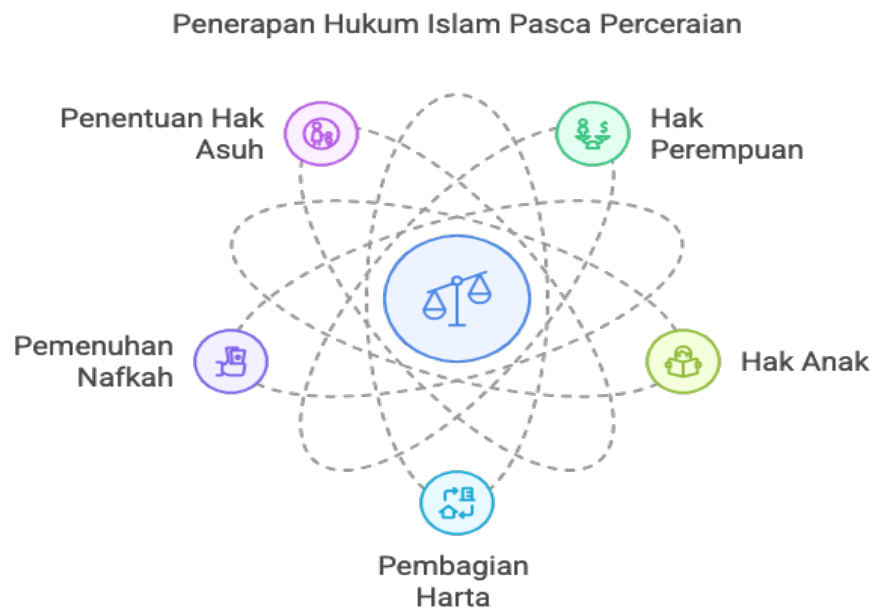 Penerapan Hukum Islam Pasca Perceraian
Penentuan Hak
Asuh
Hak
Perempuan
Pemenuhan
Nafkah
Hak Anak
Pembagian
Harta